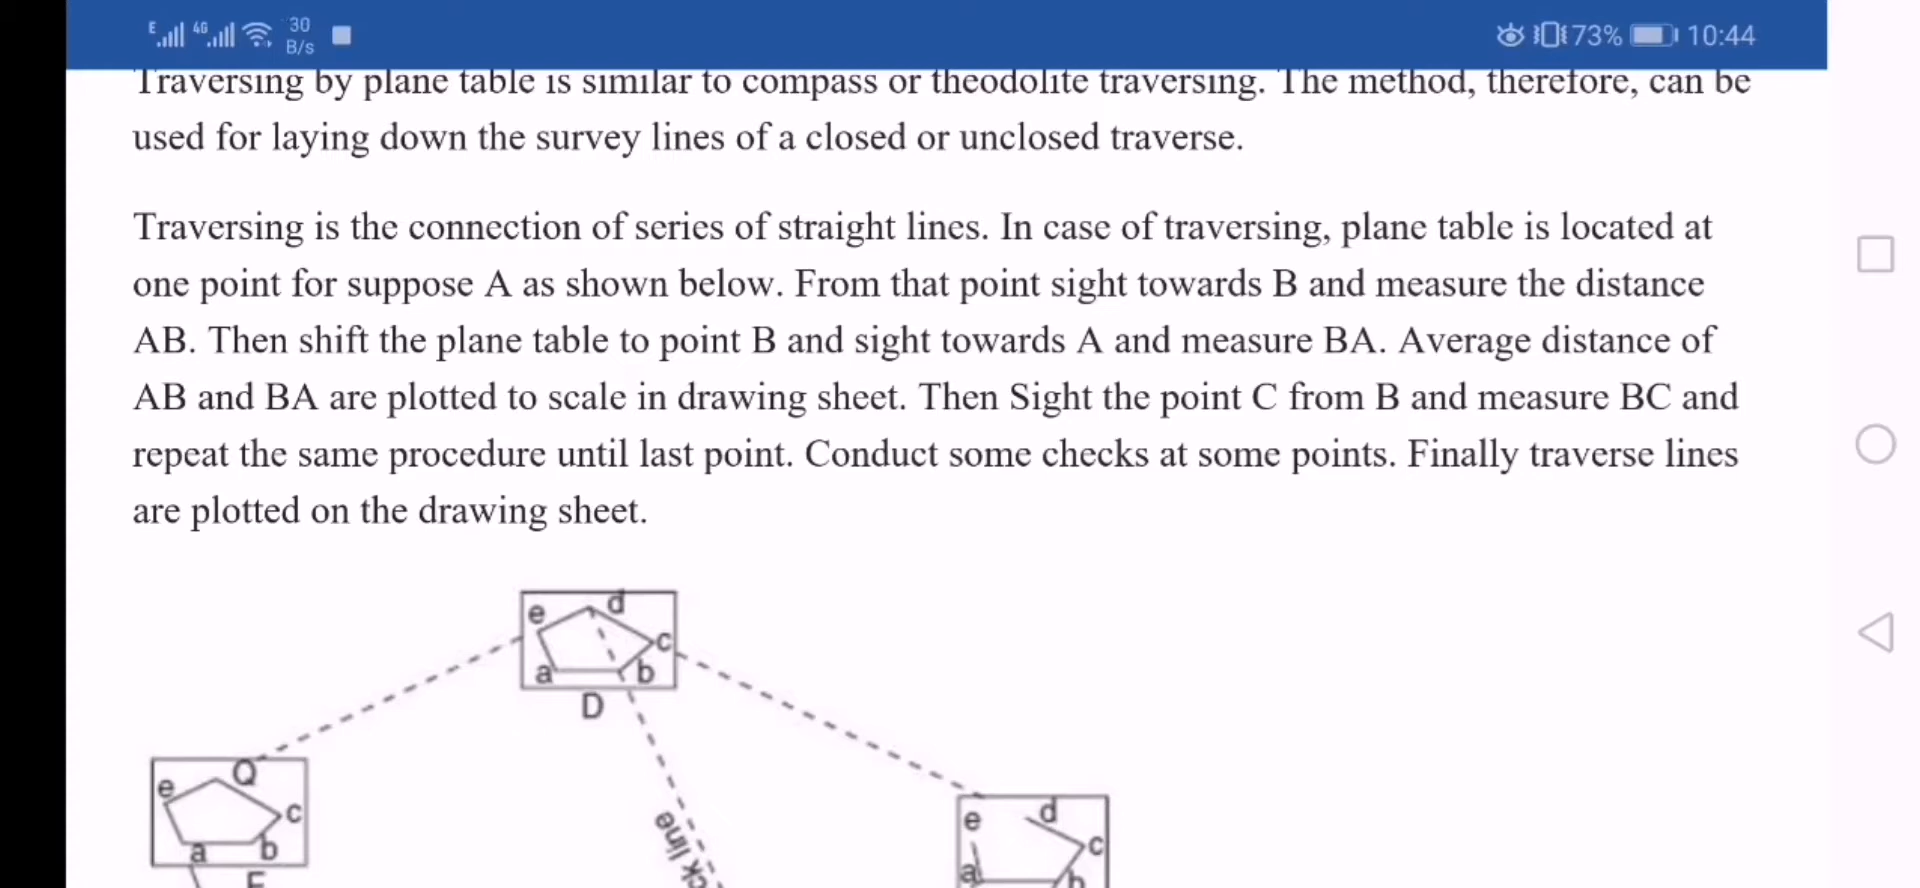 E 4G 30
B/s
73% 10:44
Traversing by plane table is similar to compass or theodolite traversing. The method, therefore, can be
used for laying down the survey lines of a closed or unclosed traverse.
Traversing is the connection of series of straight lines. In case of traversing, plane table is located at
one point for suppose A as shown below. From that point sight towards B and measure the distance
AB. Then shift the plane table to point B and sight towards A and measure BA. Average distance of
AB and BA are plotted to scale in drawing sheet. Then Sight the point C from B and measure BC and
repeat the same procedure until last point. Conduct some checks at some points. Finally traverse lines
are plotted on the drawing sheet.
e d
c
a b
D
e Q
c
a b
E
ck line
e d
c
a b